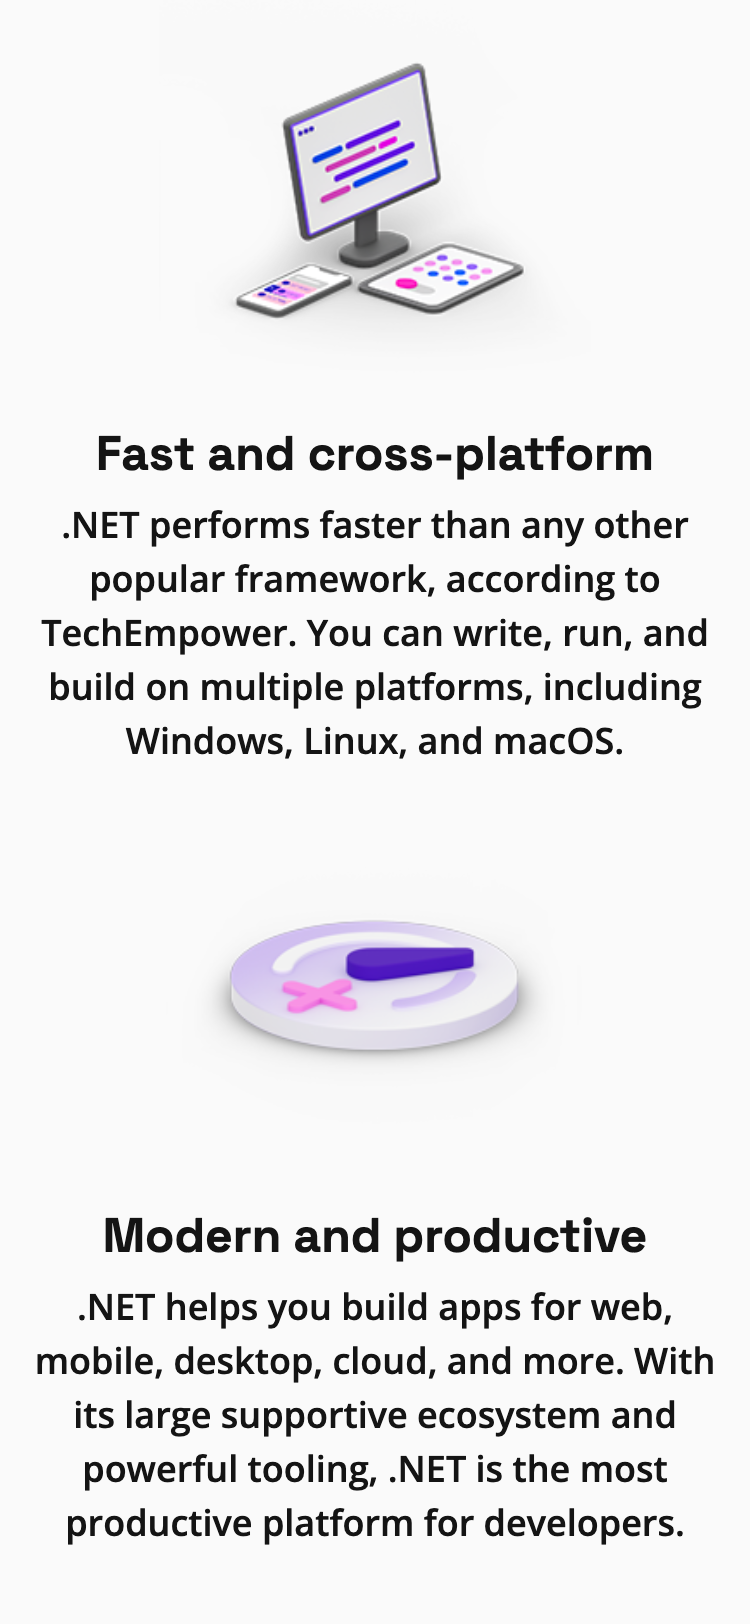 Fast and cross-platform
.NET performs faster than any other
popular framework, according to
TechEmpower. You can write, run, and
build on multiple platforms, including
Windows, Linux, and macOS.
Modern and productive
.NET helps you build apps for web,
mobile, desktop, cloud, and more. With
its large supportive ecosystem and
powerful tooling, .NET is the most
productive platform for developers.